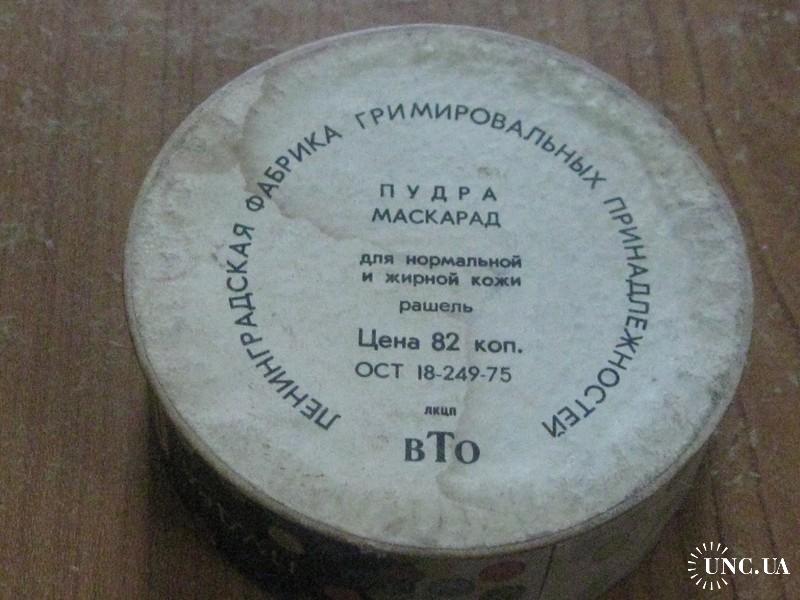 ЛЕНИНГРАДСКАЯ ФАБРИКА ГРИМИРОВАЛЬНЫХ ПРИНАДЛЕЖНОСТЕЙ
ПУДРА
МАСКАРАД
для нормальной
и жирной кожи
рашель
Цена 82 коп.
ОСТ 18-249-75
ЛКЦП
ВТО
UNC.UA